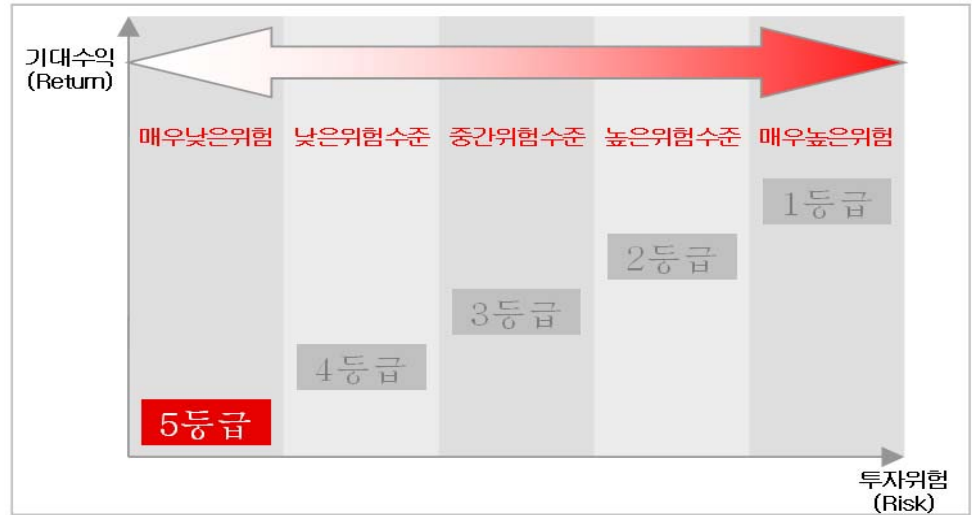 기대수익
(Return)
매우낮은위험 낮은위험수준 중간위험수준 높은위험수준 매우높은위험
1등급
2등급
3등급
4등급
5등급
투자위험
(Risk)